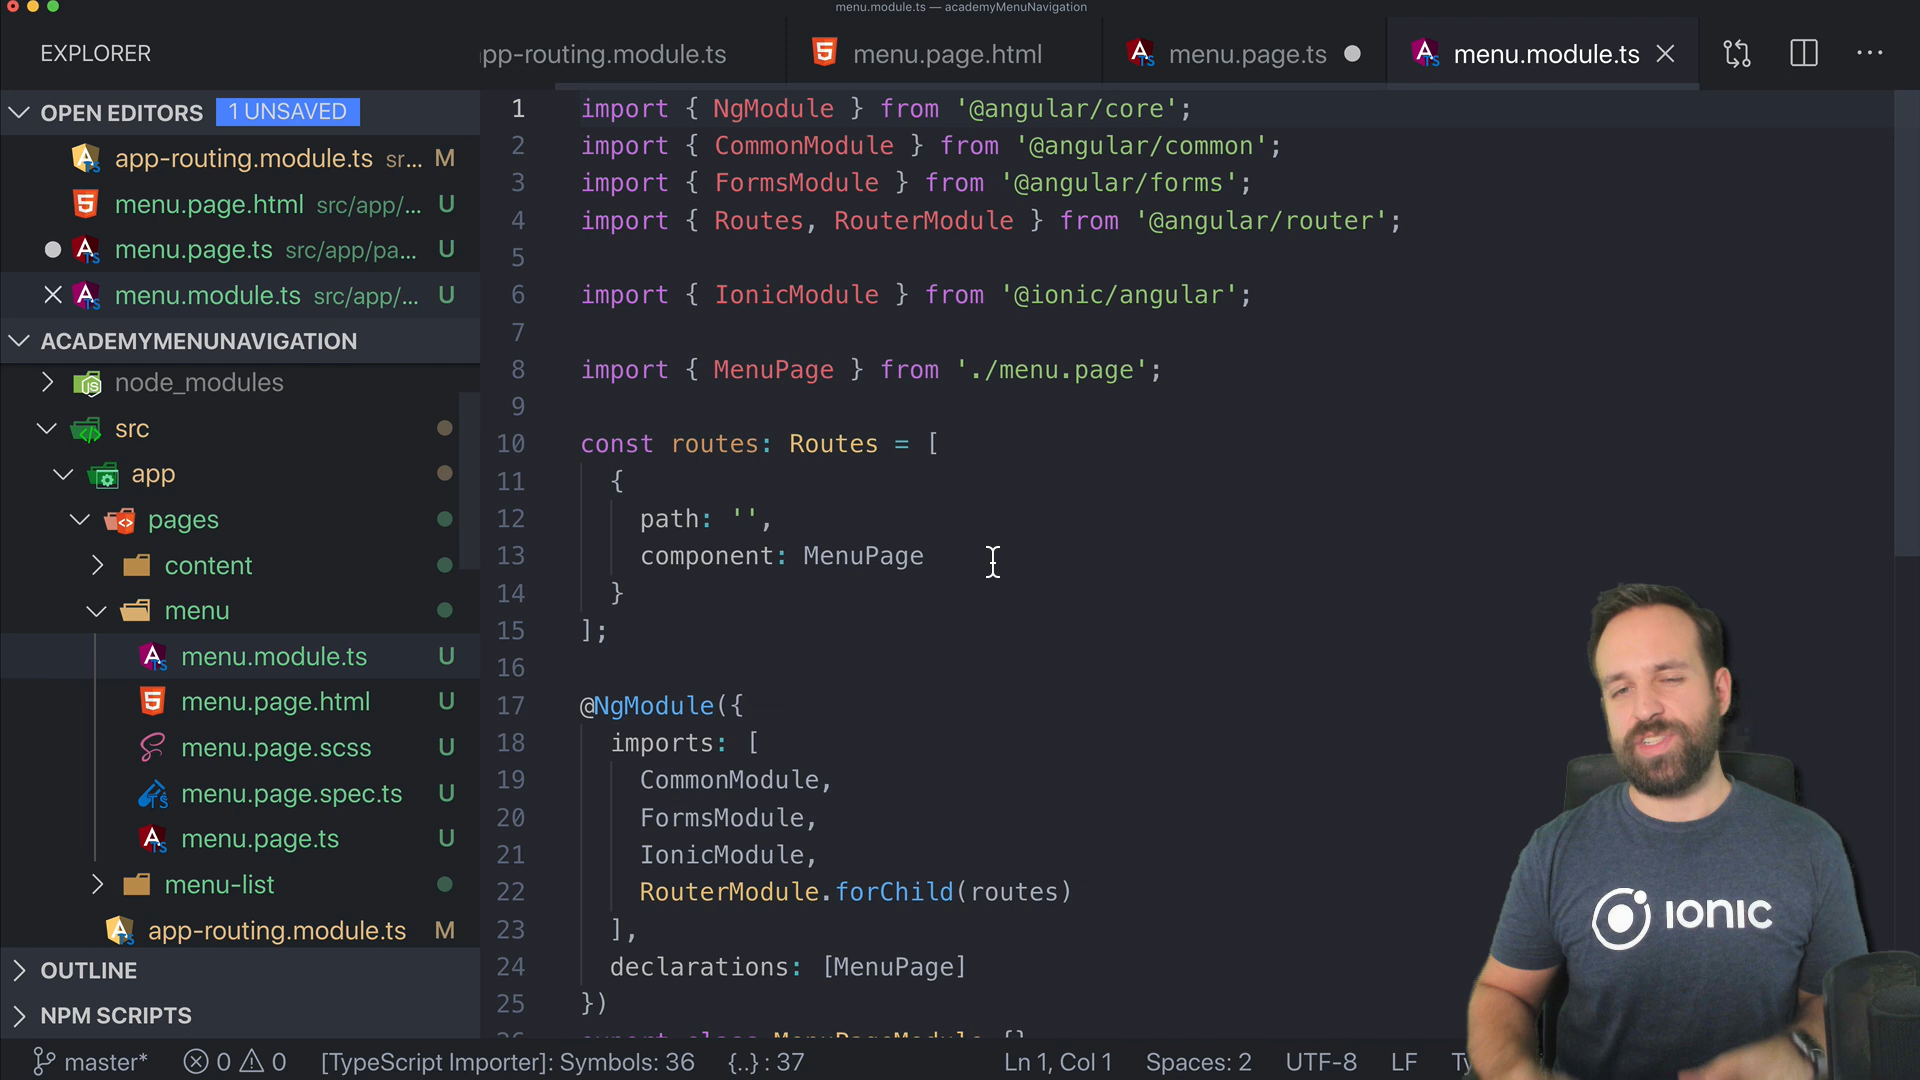 menu.module.ts — academyMenuNavigation
EXPLORER
pp-routing.module.ts
menu.page.html
menu.page.ts
menu.module.ts
OPEN EDITORS
1 UNSAVED
app-routing.module.ts sr... M
menu.page.html src/app/... U
menu.page.ts src/app/pa... U
menu.module.ts src/app/... U
ACADEMYMENUNAVIGATION
node_modules
src
app
pages
content
menu
menu.module.ts U
menu.page.html U
menu.page.scss U
menu.page.spec.ts U
menu.page.ts U
menu-list
app-routing.module.ts M
OUTLINE
NPM SCRIPTS
1 import { NgModule } from '@angular/core';
2 import { CommonModule } from '@angular/common';
3 import { FormsModule } from '@angular/forms';
4 import { Routes, RouterModule } from '@angular/router';
5
6 import { IonicModule } from '@ionic/angular';
7
8 import { MenuPage } from './menu.page';
9
10 const routes: Routes = [
11 {
12 path: '',
13 component: MenuPage
14 }
15 ];
16
17 @NgModule({
18 imports: [
19 CommonModule,
20 FormsModule,
21 IonicModule,
22 RouterModule.forChild(routes)
23 ],
24 declarations: [MenuPage]
25 })
26 export class MenuPageModule {}
IONIC
master*
0
0
[TypeScript Importer]: Symbols: 36
{..} : 37
Ln 1, Col 1
Spaces: 2
UTF-8
LF
Ty